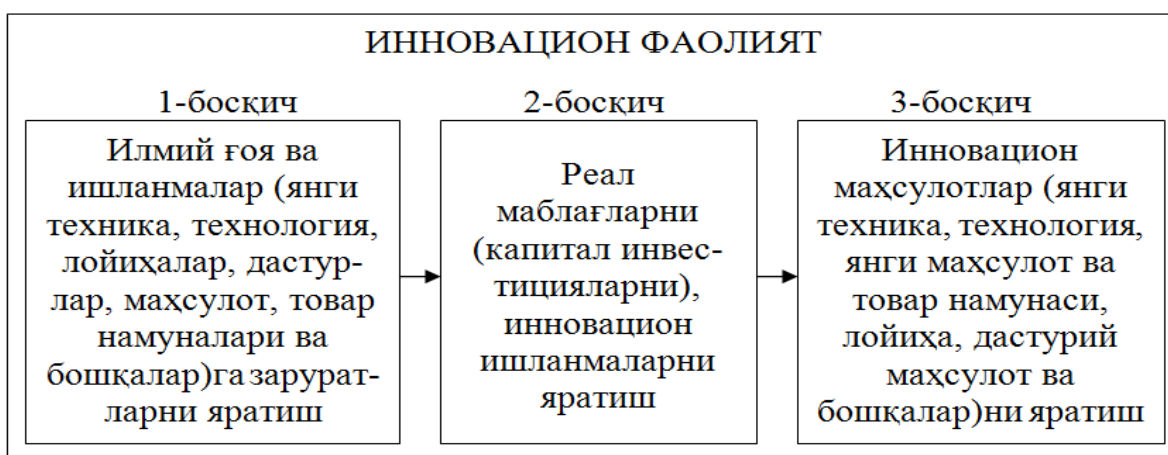 ИННОВАЦИОН ФАОЛИЯТ
1-босқич
Илмий ғоя ва
ишланмалар (янги
техника, технология,
лойиҳалар, дастур-
лар, маҳсулот, товар
намуналари ва
бошқалар)га зарурат-
ларни яратиш
2-босқич
Реал
маблағларни
(капитал инвес-
тицияларни),
инновацион
ишланмаларни
яратиш
3-босқич
Инновацион
маҳсулотлар (янги
техника, технология,
янги маҳсулот ва
товар намунаси,
лойиҳа, дастурий
маҳсулот ва
бошқалар)ни яратиш